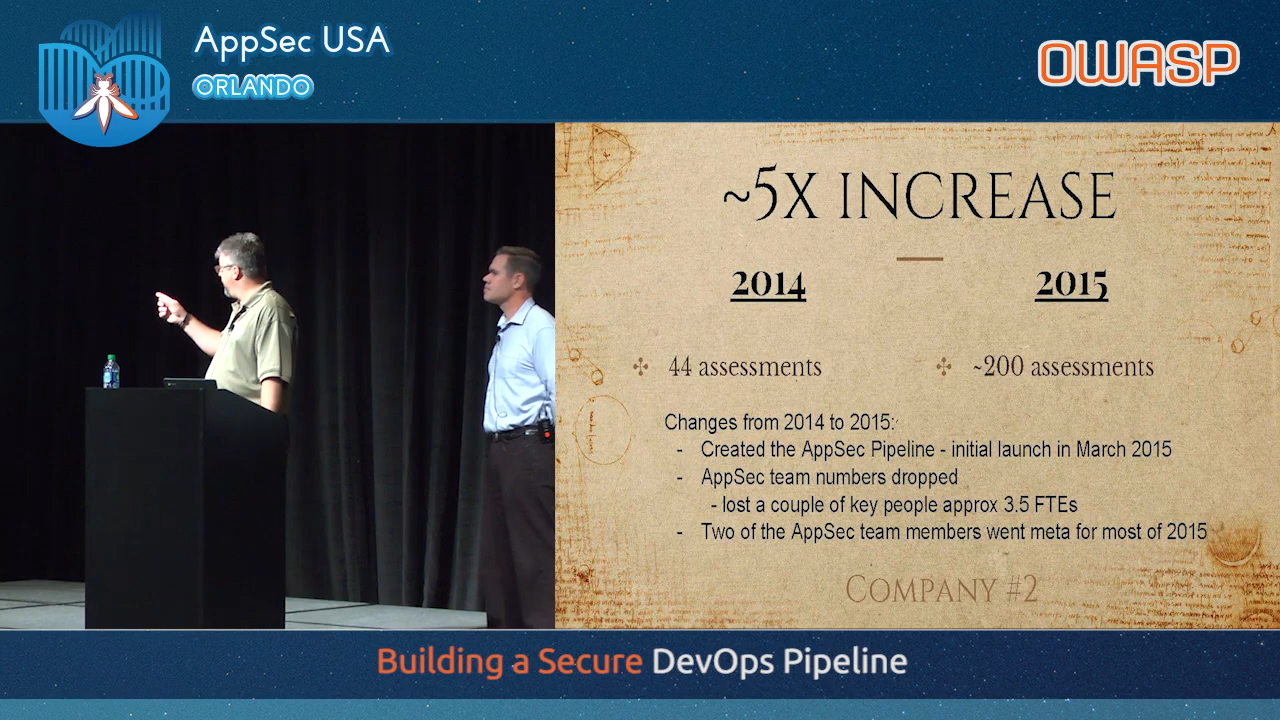 AppSec USA
ORLANDO
OWASP
~5X INCREASE
2014
2015
44 assessments
~200 assessments
Changes from 2014 to 2015:
- Created the AppSec Pipeline - initial launch in March 2015
- AppSec team numbers dropped
- lost a couple of key people approx 3.5 FTEs
- Two of the AppSec team members went meta for most of 2015
COMPANY #2
Building a Secure DevOps Pipeline